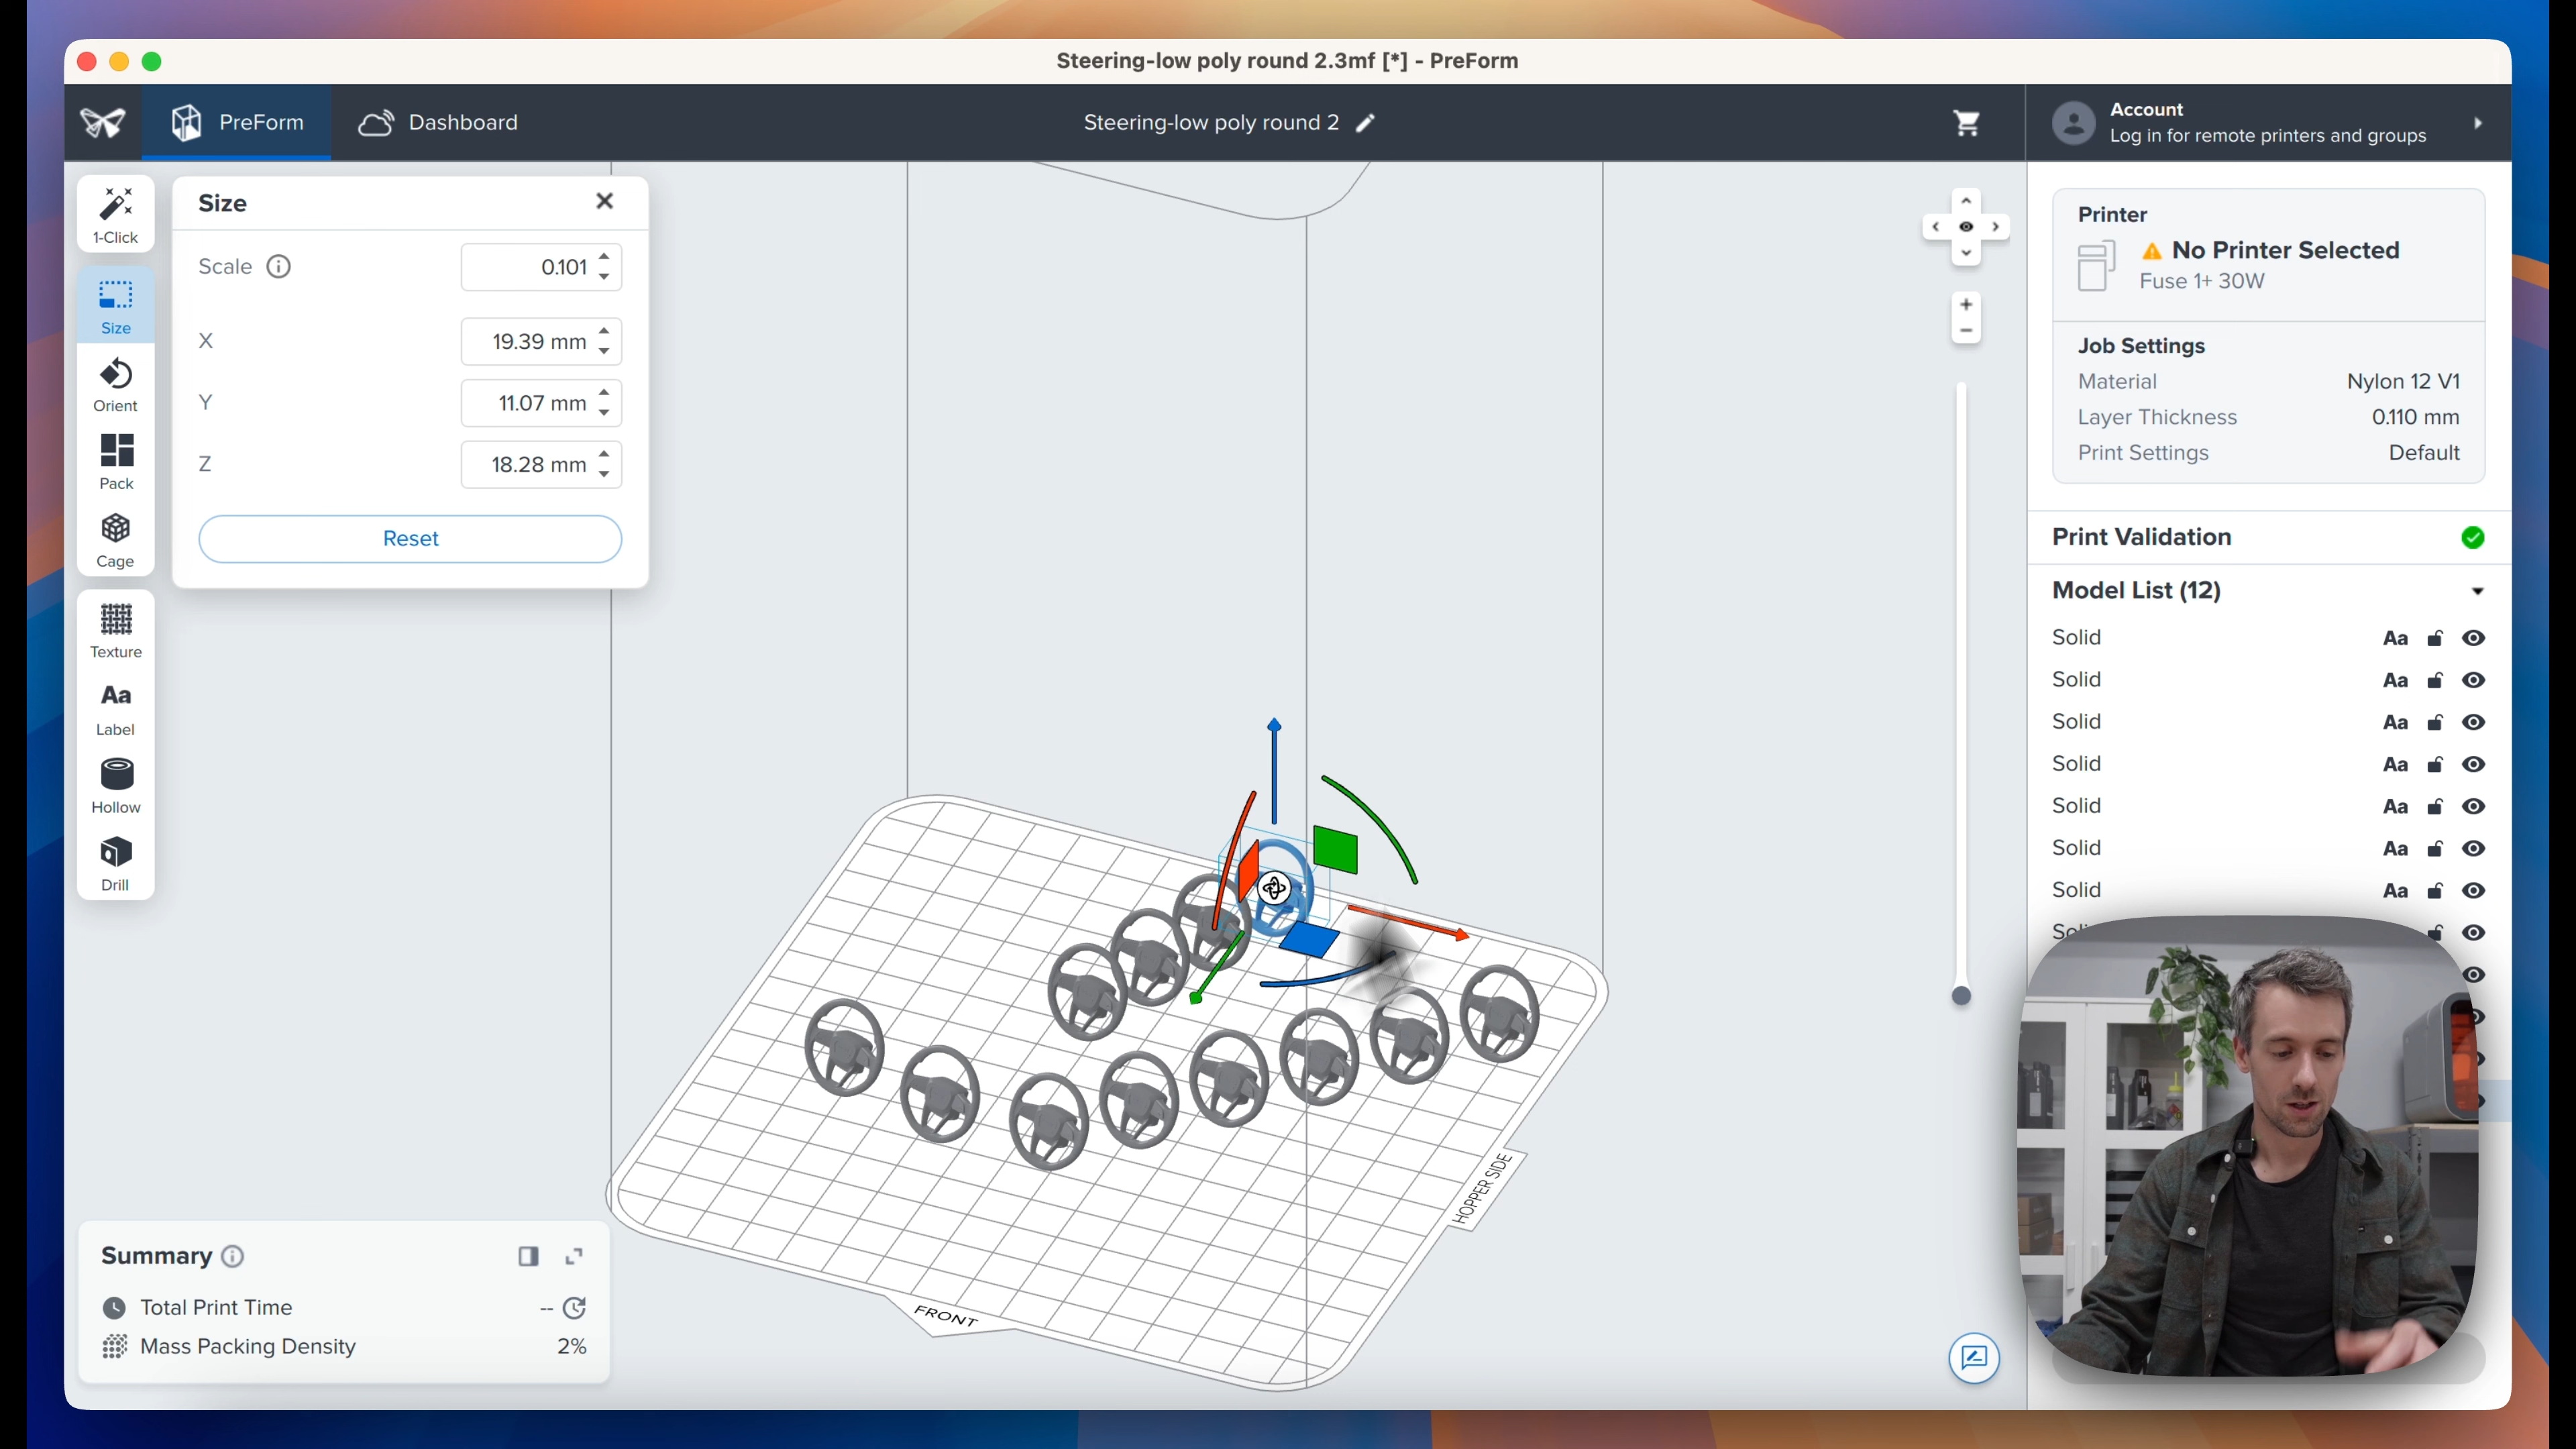 Steering-low poly round 2.3mf [*] - PreForm
PreForm
Dashboard
Steering-low poly round 2
Account
Log in for remote printers and groups
1-Click
Size
Orient
Pack
Cage
Texture
Label
Hollow
Drill
Size
Scale 0.101
X 19.39 mm
Y 11.07 mm
Z 18.28 mm
Reset
HOPPER SIDE
FRONT
Summary
Total Print Time --
Mass Packing Density 2%
Printer
No Printer Selected
Fuse 1+ 30W
Job Settings
Material Nylon 12 V1
Layer Thickness 0.110 mm
Print Settings Default
Print Validation
Model List (12)
Solid Aa
Solid Aa
Solid Aa
Solid Aa
Solid Aa
Solid Aa
Solid Aa